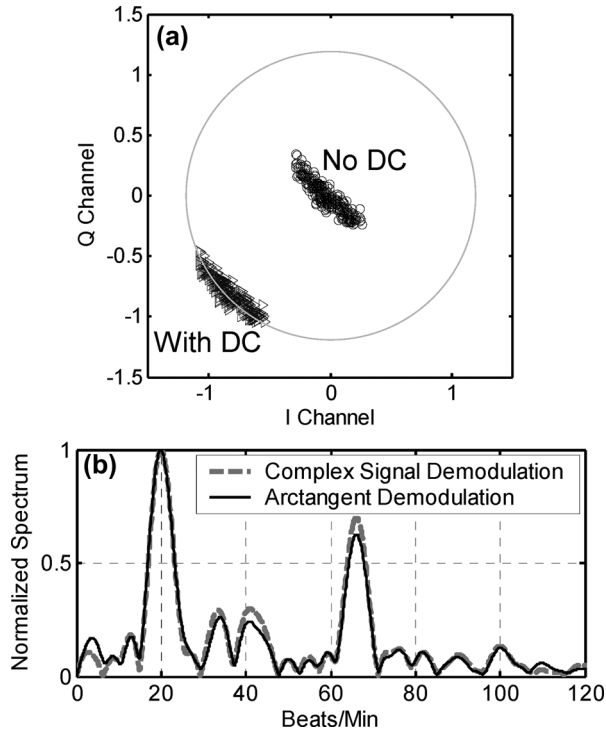 (a)
1.5
1
0.5
0
-0.5
-1
-1.5
Q Channel
No DC
With DC
-1 0 1
I Channel
(b)
1
0.5
0
Normalized Spectrum
Complex Signal Demodulation
Arctangent Demodulation
0 20 40 60 80 100 120
Beats/Min